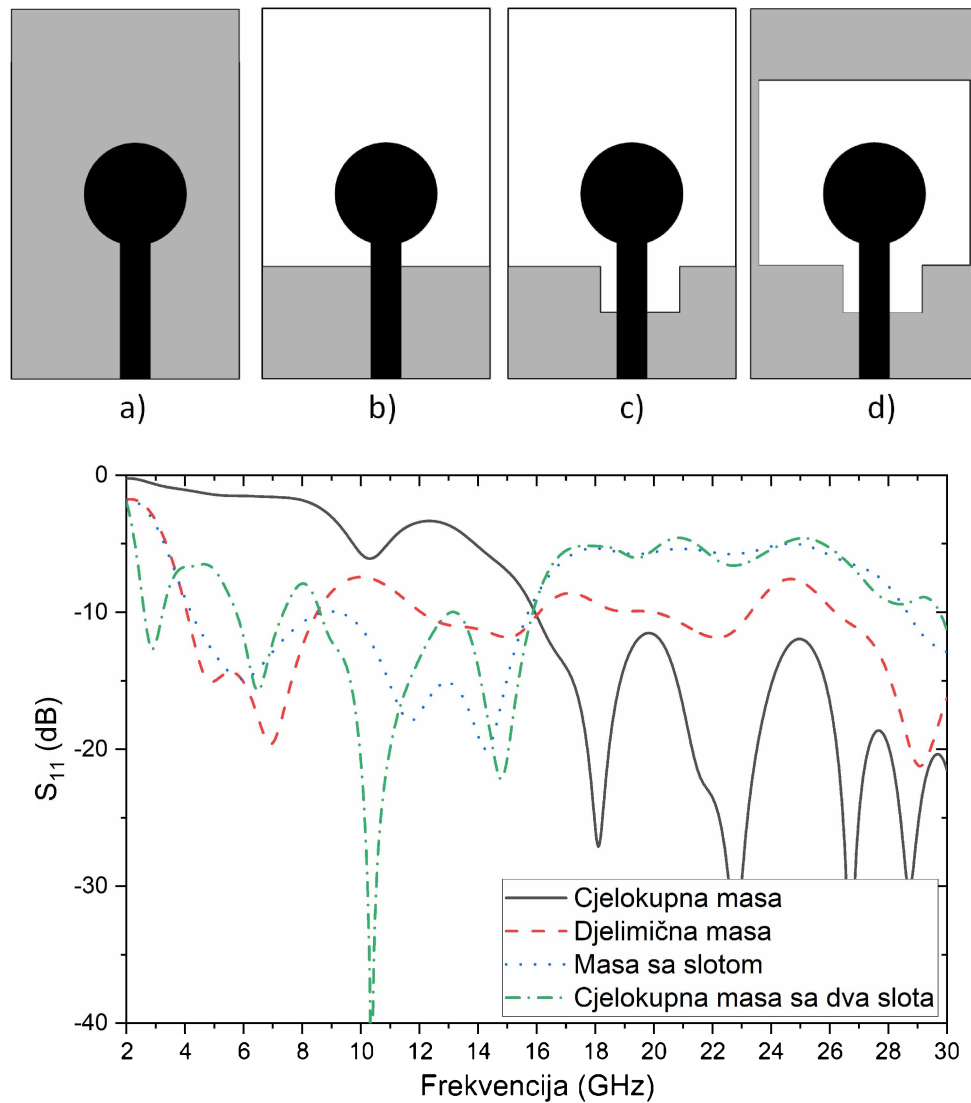 a) b) c) d)
0
-10
-20
-30
-40
S₁₁ (dB)
Cjelokupna masa
Djelimična masa
Masa sa slotom
Cjelokupna masa sa dva slota
2 4 6 8 10 12 14 16 18 20 22 24 26 28 30
Frekvencija (GHz)